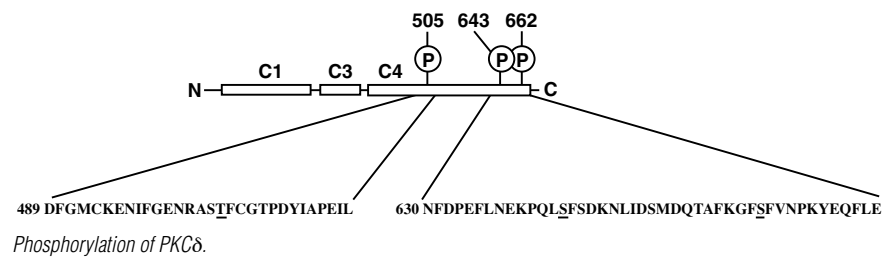 505 643 662
P P P
C1 C3 C4
N C
489 DFGMCKENIFGENRASTFCGTPDYIAPEIL 630 NFDPEFLNEKPQLSFSDKNLIDSMDQTAFKGFSFVNPKYEQFLE
Phosphorylation of PKCδ.